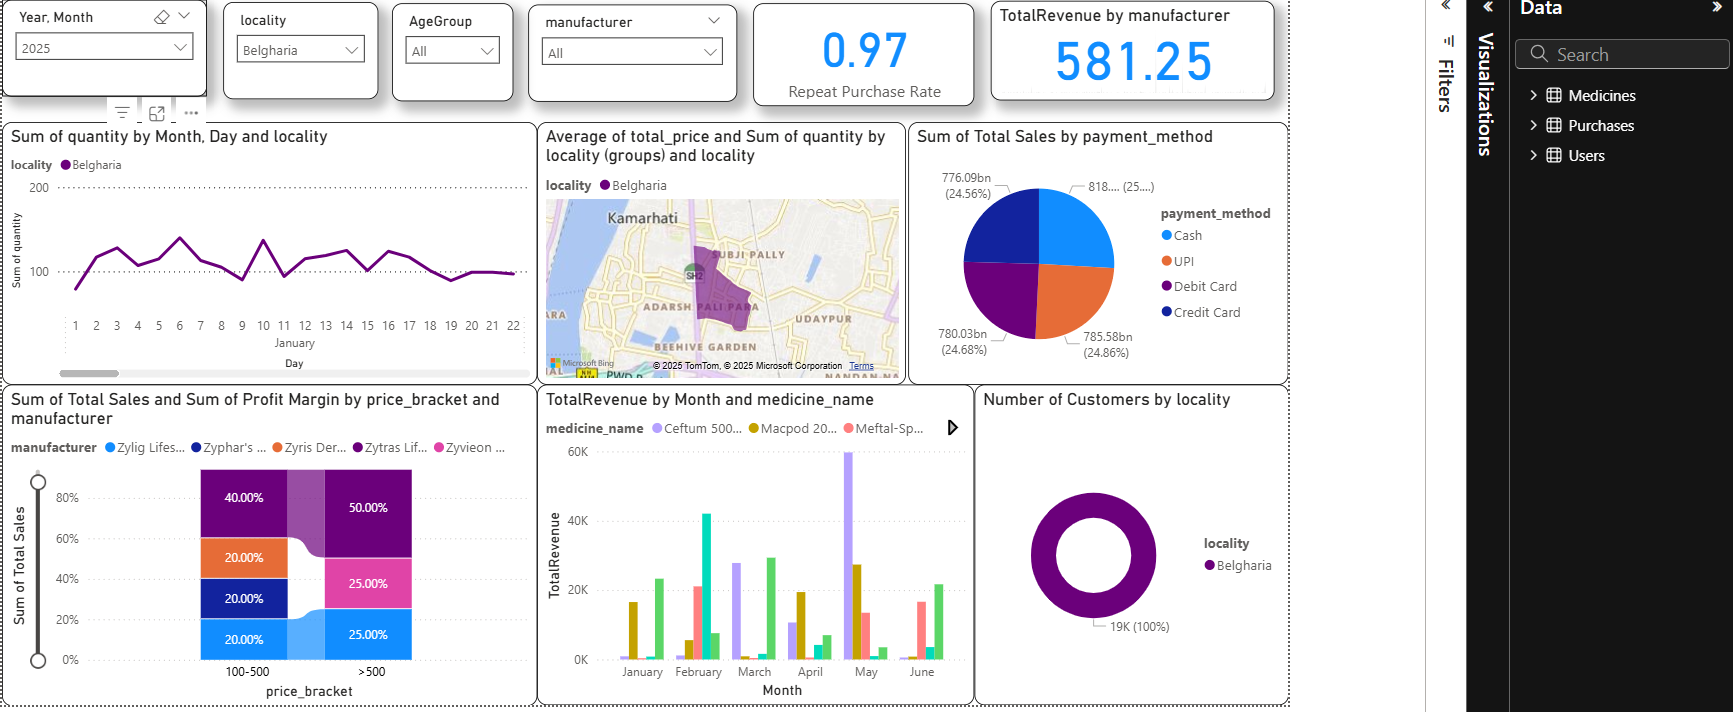 Year, Month
2025
locality
Belgharia
AgeGroup
All
manufacturer
All
0.97
Repeat Purchase Rate
TotalRevenue by manufacturer
581.25
Filters
Visualizations
Data
Search
Medicines
Purchases
Users
Sum of quantity by Month, Day and locality
locality Belgharia
Sum of quantity
200
100
1 2 3 4 5 6 7 8 9 10 11 12 13 14 15 16 17 18 19 20 21 22
January
Day
Average of total_price and Sum of quantity by
locality (groups) and locality
locality Belgharia
Kamarhati
SUBJI PALLY
SH2
ADARSH PALI PARA
ARA
UDAYPUR
BEEHIVE GARDEN
Microsoft Bing
© 2025 TomTom, © 2025 Microsoft Corporation Terms
PWD R
NANDAN NA
Sum of Total Sales by payment_method
776.09bn
(24.56%)
818.... (25....)
780.03bn
(24.68%)
785.58bn
(24.86%)
payment_method
Cash
UPI
Debit Card
Credit Card
Sum of Total Sales and Sum of Profit Margin by price_bracket and
manufacturer
manufacturer Zylig Lifes... Zyphar's ... Zyris Der... Zytras Lif... Zyvieon ...
Sum of Total Sales
80%
60%
40%
20%
0%
40.00%
20.00%
20.00%
20.00%
50.00%
25.00%
25.00%
100-500 >500
price_bracket
TotalRevenue by Month and medicine_name
medicine_name Ceftum 500... Macpod 20... Meftal-Sp...
TotalRevenue
60K
40K
20K
0K
January February March April May June
Month
Number of Customers by locality
locality
Belgharia
19K (100%)